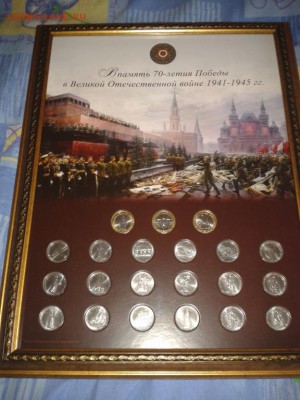 В память 70-летия Победы
в Великой Отечественной войне 1941-1945 гг.